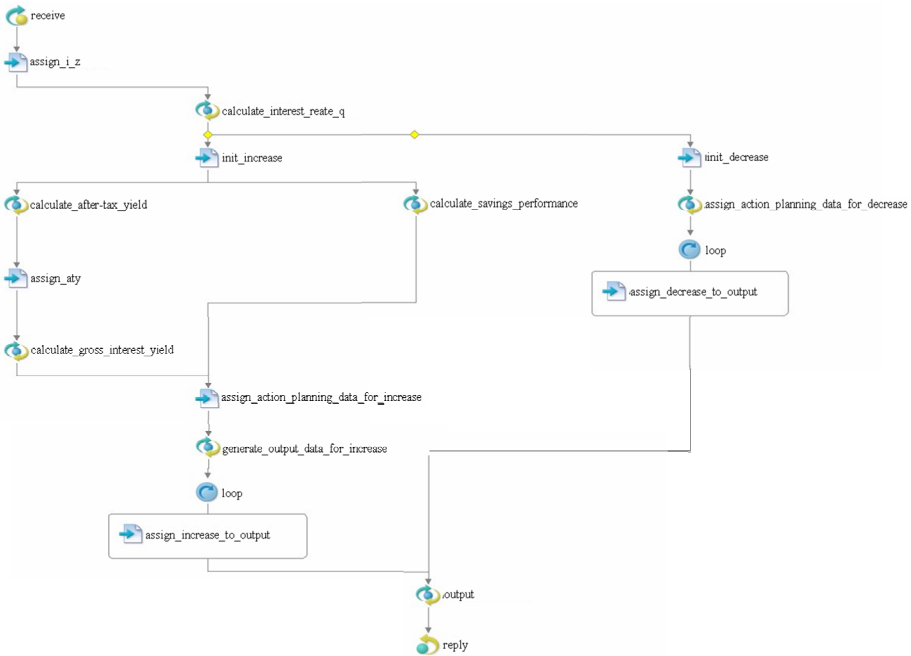 receive
assign_i_z
calculate_interest_reate_q
init_increase
init_decrease
calculate_after-tax_yield
calculate_savings_performance
assign_action_planning_data_for_decrease
loop
assign_aty
assign_decrease_to_output
calculate_gross_interest_yield
assign_action_planning_data_for_increase
generate_output_data_for_increase
loop
assign_increase_to_output
output
reply